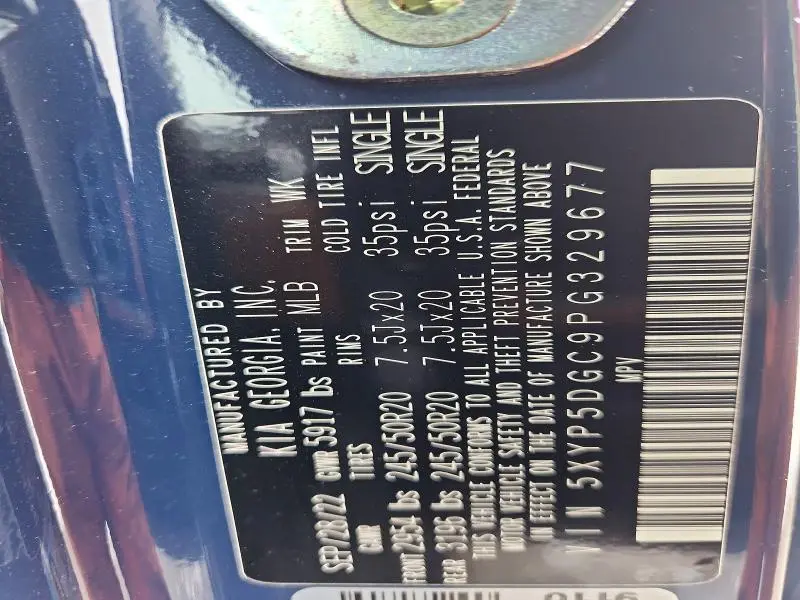 MANUFACTURED BY
KIA GEORGIA, INC.
SEP/28/22 GVWR 5917 lbs PAINT MLB TRIM WK
GAWR TIRES RIMS COLD TIRE INFL
FRONT 2954 lbs 245/50R20 7.5Jx20 35psi SINGLE
REAR 3196 lbs 245/50R20 7.5Jx20 35psi SINGLE
THIS VEHICLE CONFORMS TO ALL APPLICABLE U.S.A. FEDERAL
MOTOR VEHICLE SAFETY AND THEFT PREVENTION STANDARDS
IN EFFECT ON THE DATE OF MANUFACTURE SHOWN ABOVE
VIN 5XYP5DGC9PG329677
MPV